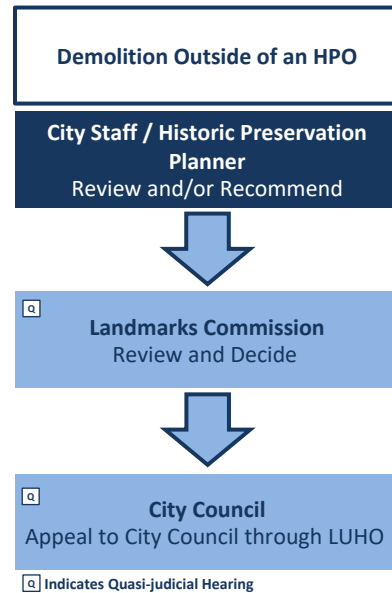 Demolition Outside of an HPO
City Staff / Historic Preservation
Planner
Review and/or Recommend
Q
Landmarks Commission
Review and Decide
Q
City Council
Appeal to City Council through LUHO
Q Indicates Quasi-judicial Hearing